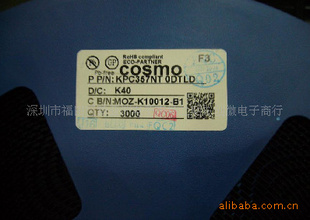 RoHS compliant
ECO-PARTNER
Pb-Free
cosmo
F3
P P/N: KPC357NT 0DTLD
D/C: K40
C B/N: MOZ-K10012-B1
QTY: 3000
深圳市福
微电子商行
alibaba.com.cn